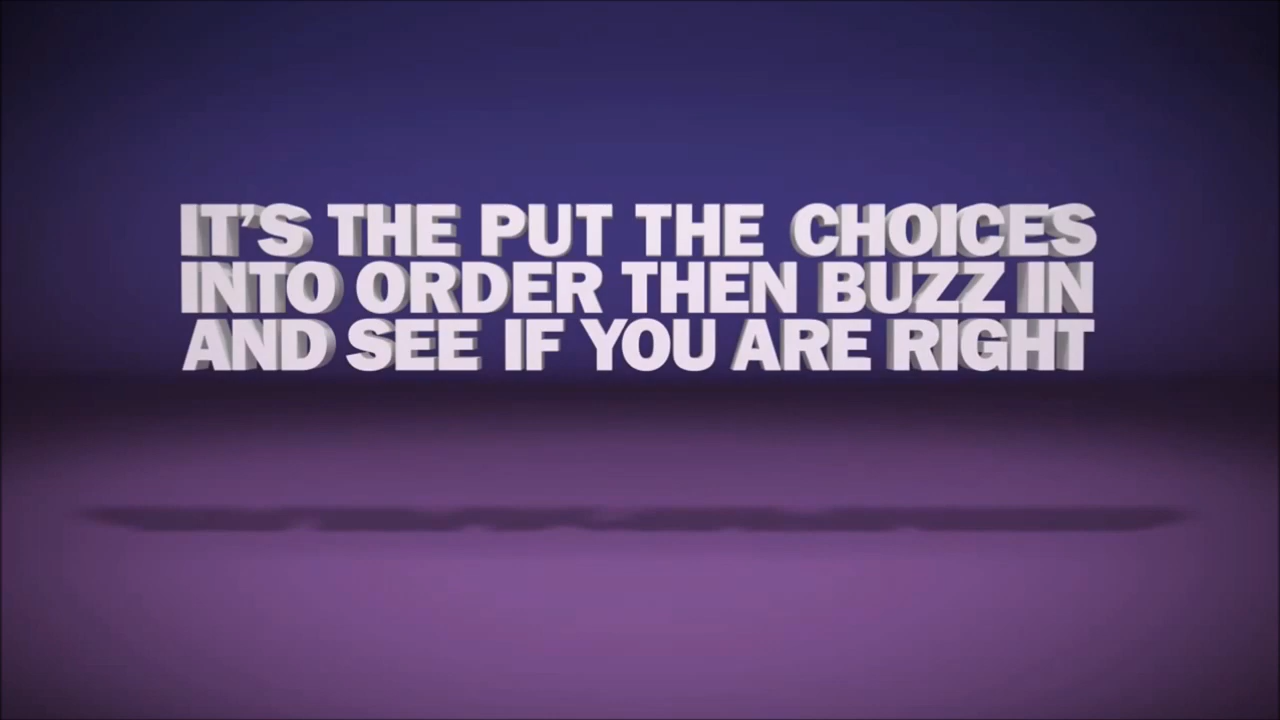 IT'S THE PUT THE CHOICES
INTO ORDER THEN BUZZ IN
AND SEE IF YOU ARE RIGHT